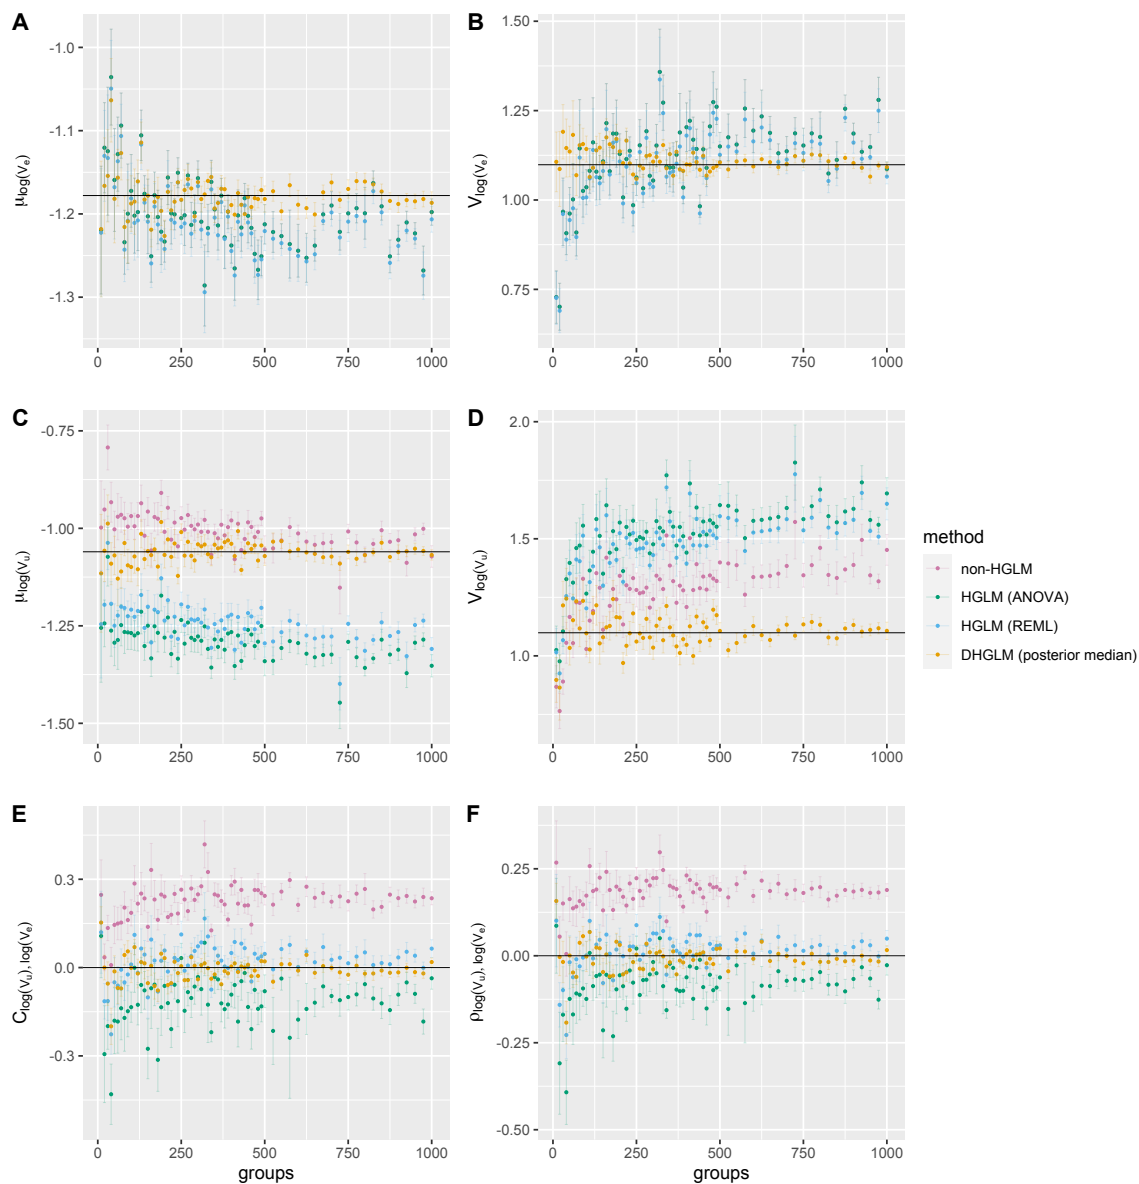 A
μlog(Ve)
-1.0
-1.1
-1.2
-1.3
0 250 500 750 1000
B
Vlog(Ve)
1.50
1.25
1.00
0.75
0 250 500 750 1000
C
μlog(Vu)
-0.75
-1.00
-1.25
-1.50
0 250 500 750 1000
D
Vlog(Vu)
2.0
1.5
1.0
0 250 500 750 1000
method
non-HGLM
HGLM (ANOVA)
HGLM (REML)
DHGLM (posterior median)
E
Clog(Vu), log(Ve)
0.3
0.0
-0.3
0 250 500 750 1000
groups
F
ρlog(Vu), log(Ve)
0.25
0.00
-0.25
-0.50
0 250 500 750 1000
groups